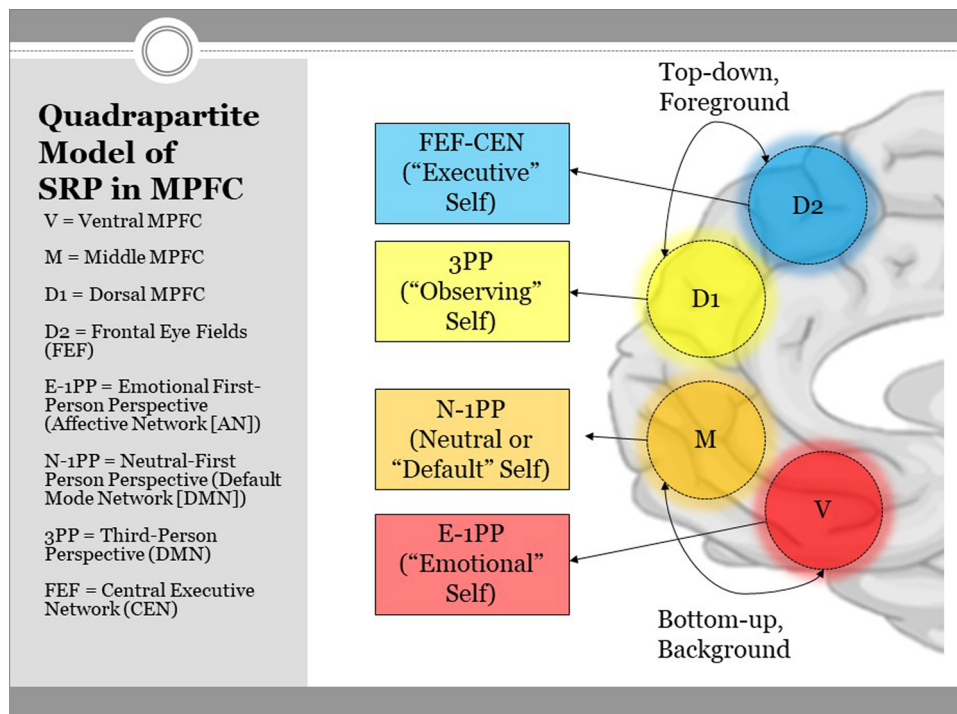 Quadrapartite
Model of
SRP in MPFC
V = Ventral MPFC
M = Middle MPFC
D1 = Dorsal MPFC
D2 = Frontal Eye Fields
(FEF)
E-1PP = Emotional First-
Person Perspective
(Affective Network [AN])
N-1PP = Neutral-First
Person Perspective (Default
Mode Network [DMN])
3PP = Third-Person
Perspective (DMN)
FEF = Central Executive
Network (CEN)
Top-down,
Foreground
FEF-CEN
(“Executive”
Self)
D2
3PP
(“Observing”
Self)
D1
N-1PP
(Neutral or
“Default” Self)
M
E-1PP
(“Emotional”
Self)
V
Bottom-up,
Background